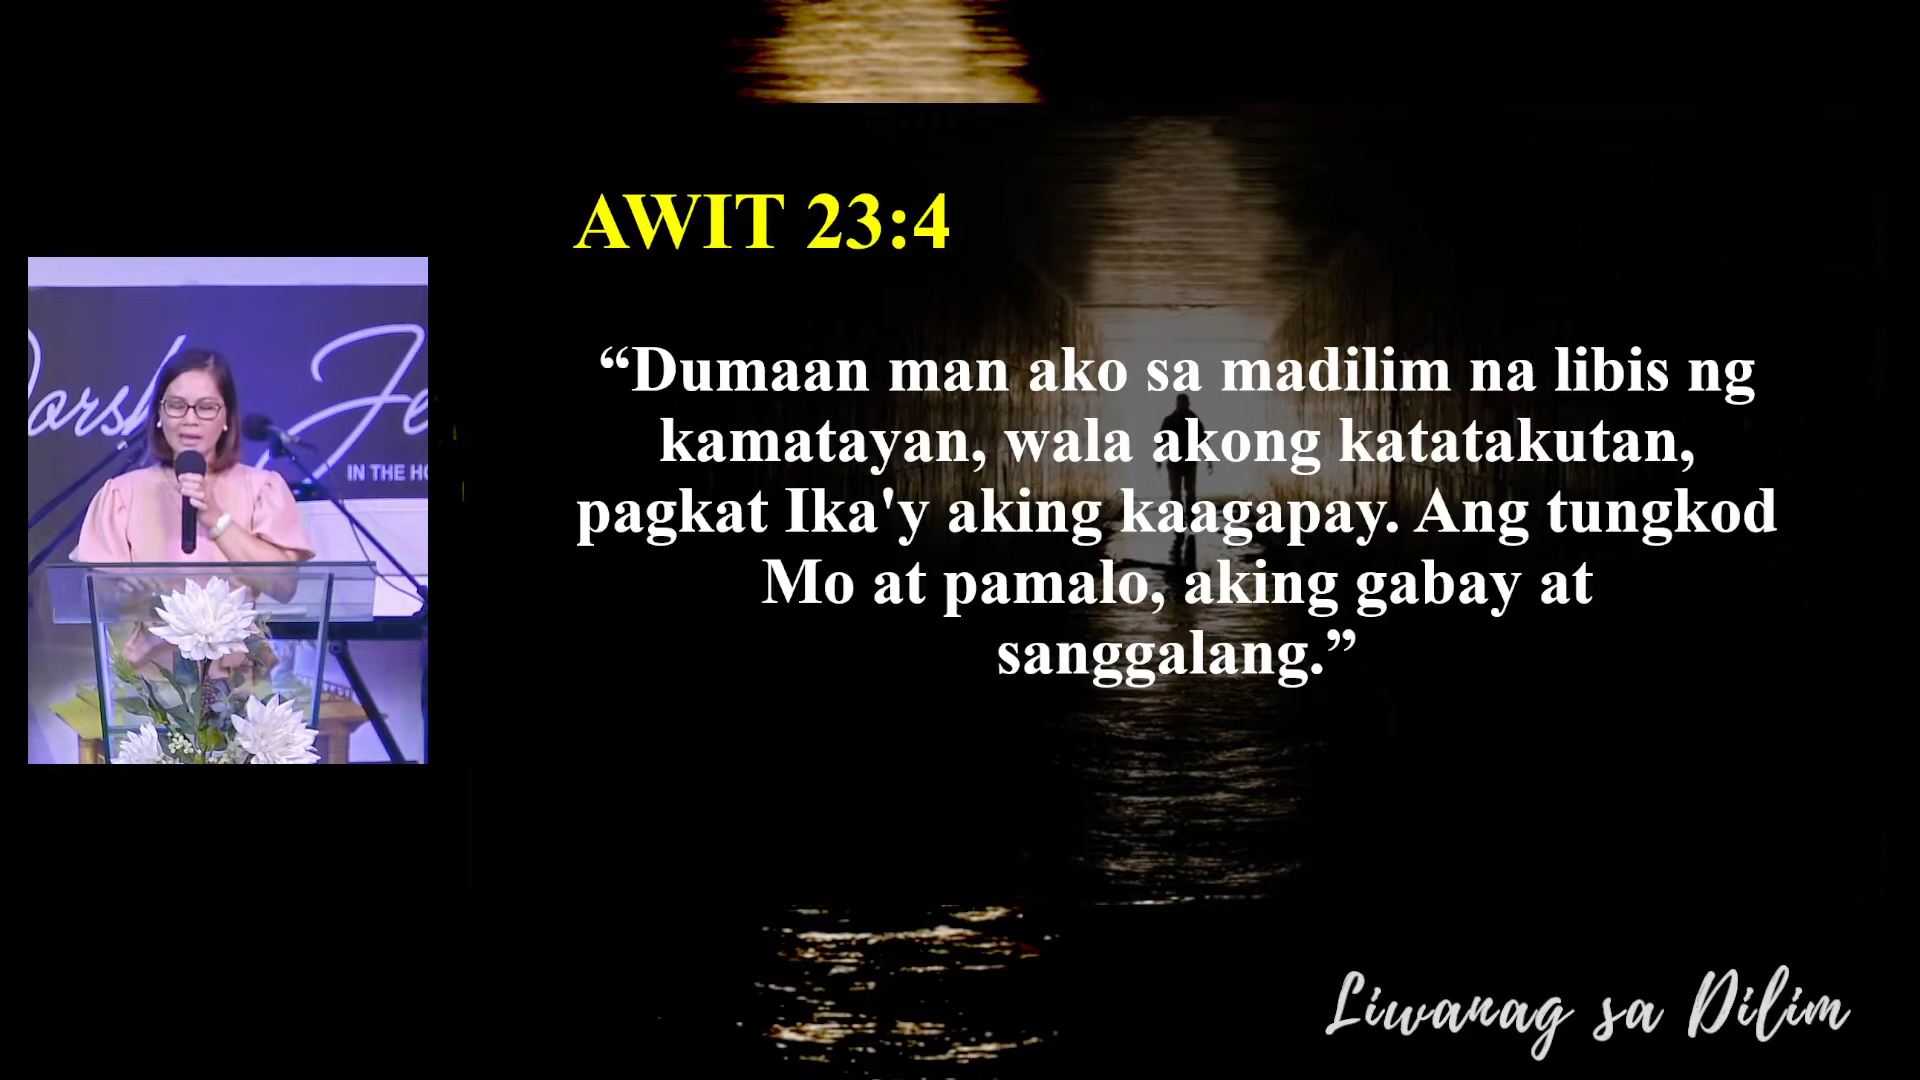 AWIT 23:4
“Dumaan man ako sa madilim na libis ng
kamatayan, wala akong katatakutan,
pagkat Ika'y aking kaagapay. Ang tungkod
Mo at pamalo, aking gabay at
sanggalang.”
IN THE
Liwanag sa Dilim